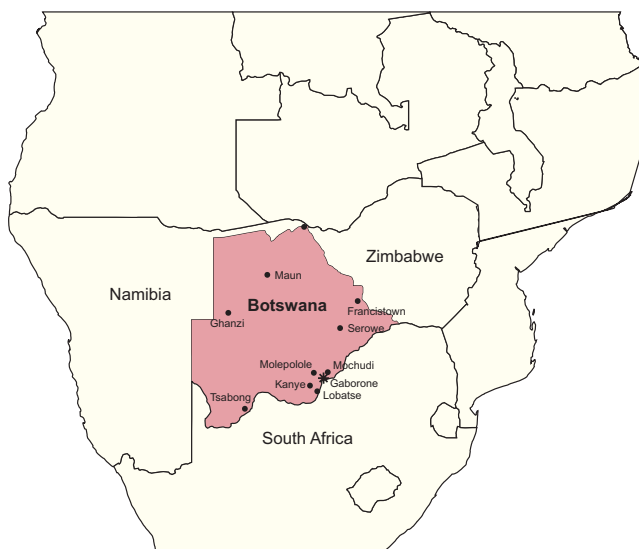 Zimbabwe
Maun
Namibia
Botswana
Francistown
Ghanzi
Serowe
Molepolole
Mochudi
Kanye
Gaborone
Tsabong
Lobatse
South Africa